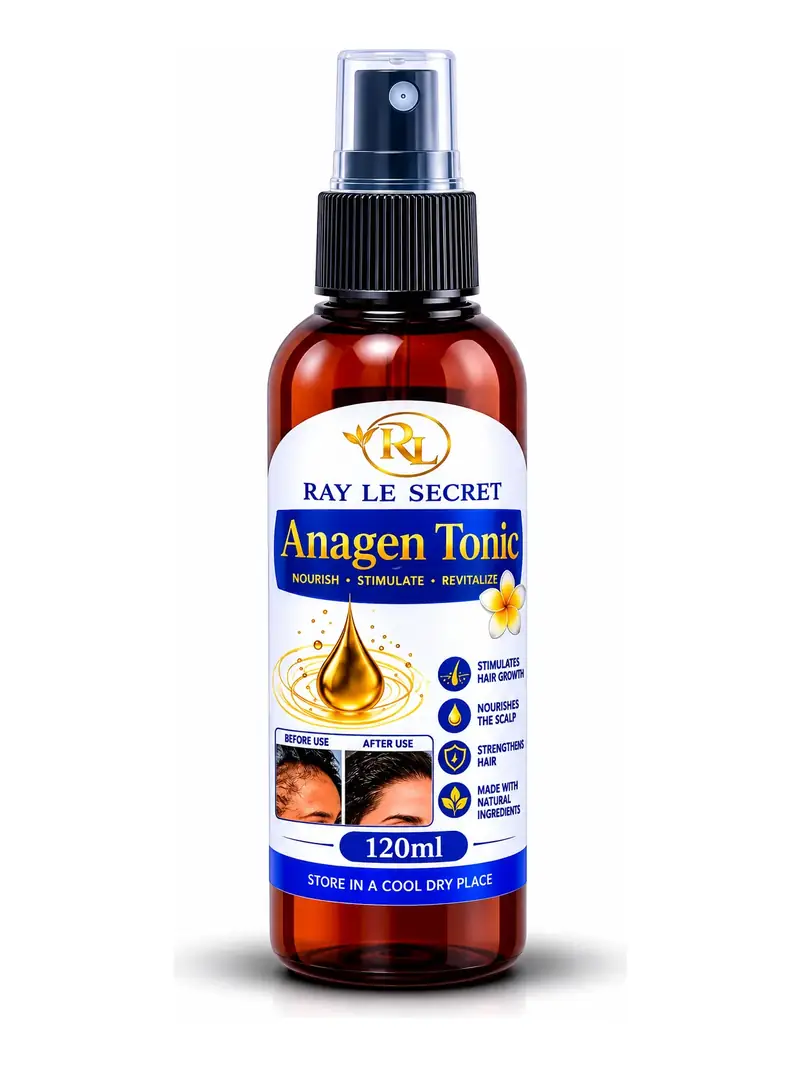 RL
RAY LE SECRET
Anagen Tonic
NOURISH • STIMULATE • REVITALIZE
STIMULATES
HAIR GROWTH
NOURISHES
THE SCALP
STRENGTHENS
HAIR
MADE WITH
NATURAL
INGREDIENTS
BEFORE USE
AFTER USE
120ml
STORE IN A COOL DRY PLACE